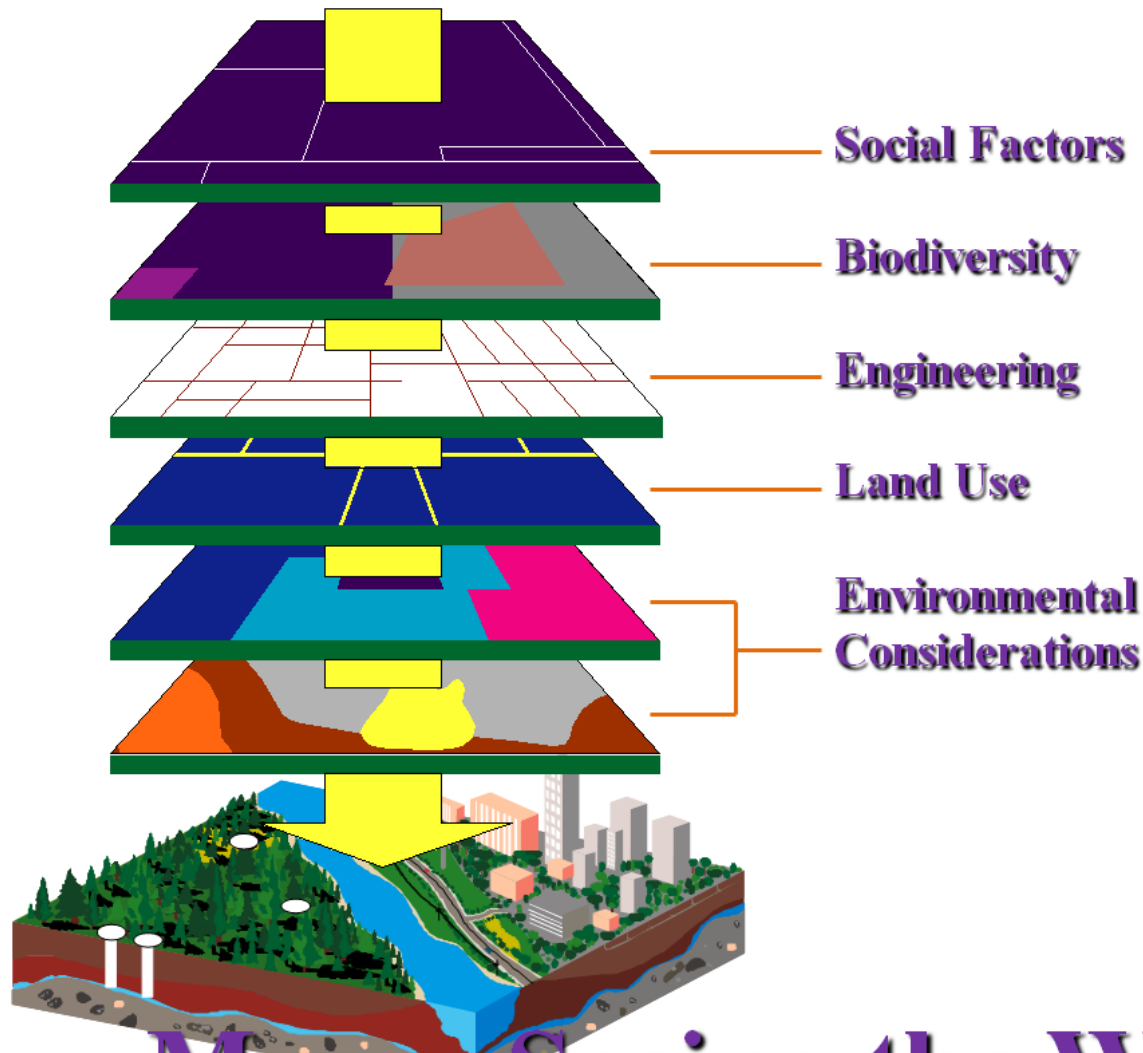 Social Factors
Biodiversity
Engineering
Land Use
Environmental
Considerations